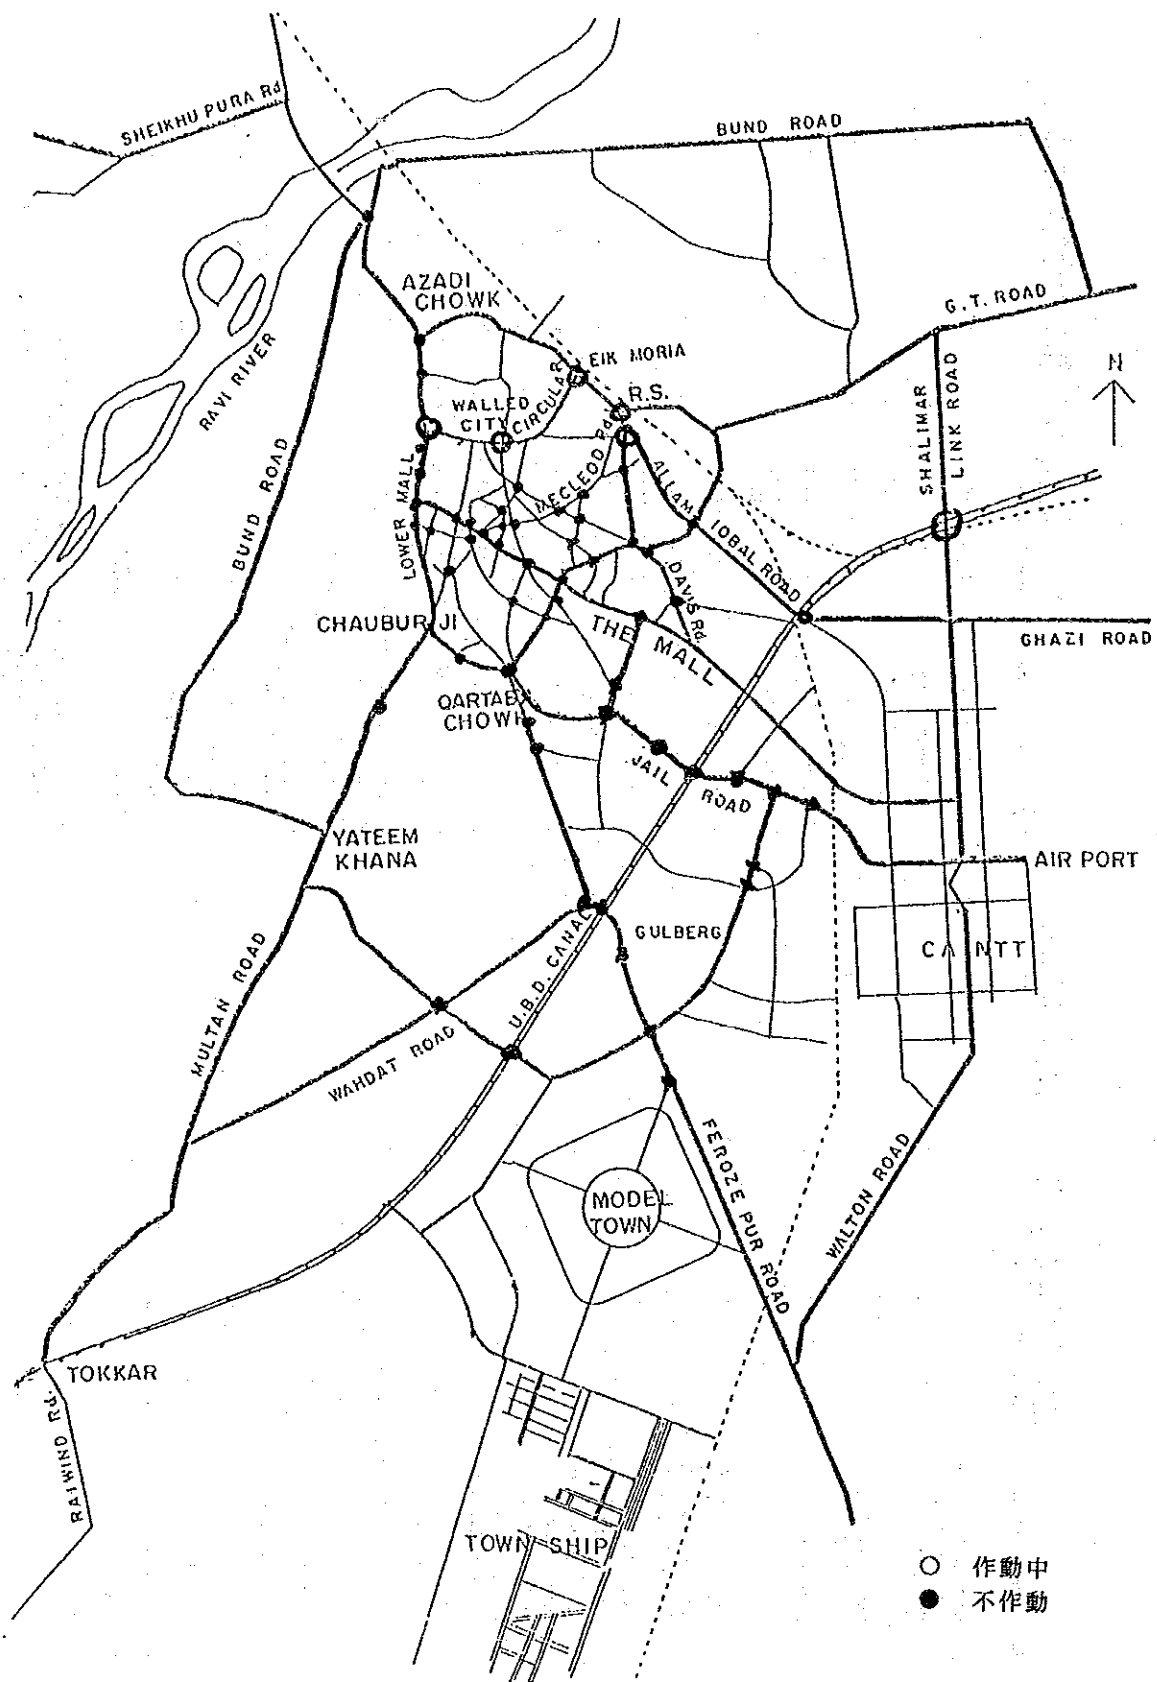 SHEIKHU PURA Rd
BUND ROAD
AZADI
CHOWK
G.T. ROAD
RAVI RIVER
EIK MORIA
N
R.S.
WALLED
CITY
CIRCULAR
SHALIMAR
LINK ROAD
BUND ROAD
LOWER MALL
MECLEOD Rd
ALLAMA IQBAL ROAD
DAVIS Rd.
CHAUBURJI
THE MALL
GHAZI ROAD
QARTABA
CHOWK
JAIL ROAD
YATEEM
KHANA
AIR PORT
GULBERG
CANTT
U.B.D. CANAL
MULTAN ROAD
WAHDAT ROAD
FEROZE PUR ROAD
WALTON ROAD
MODEL
TOWN
TOKKAR
RAIWIND Rd.
TOWN SHIP
作動中
不作動